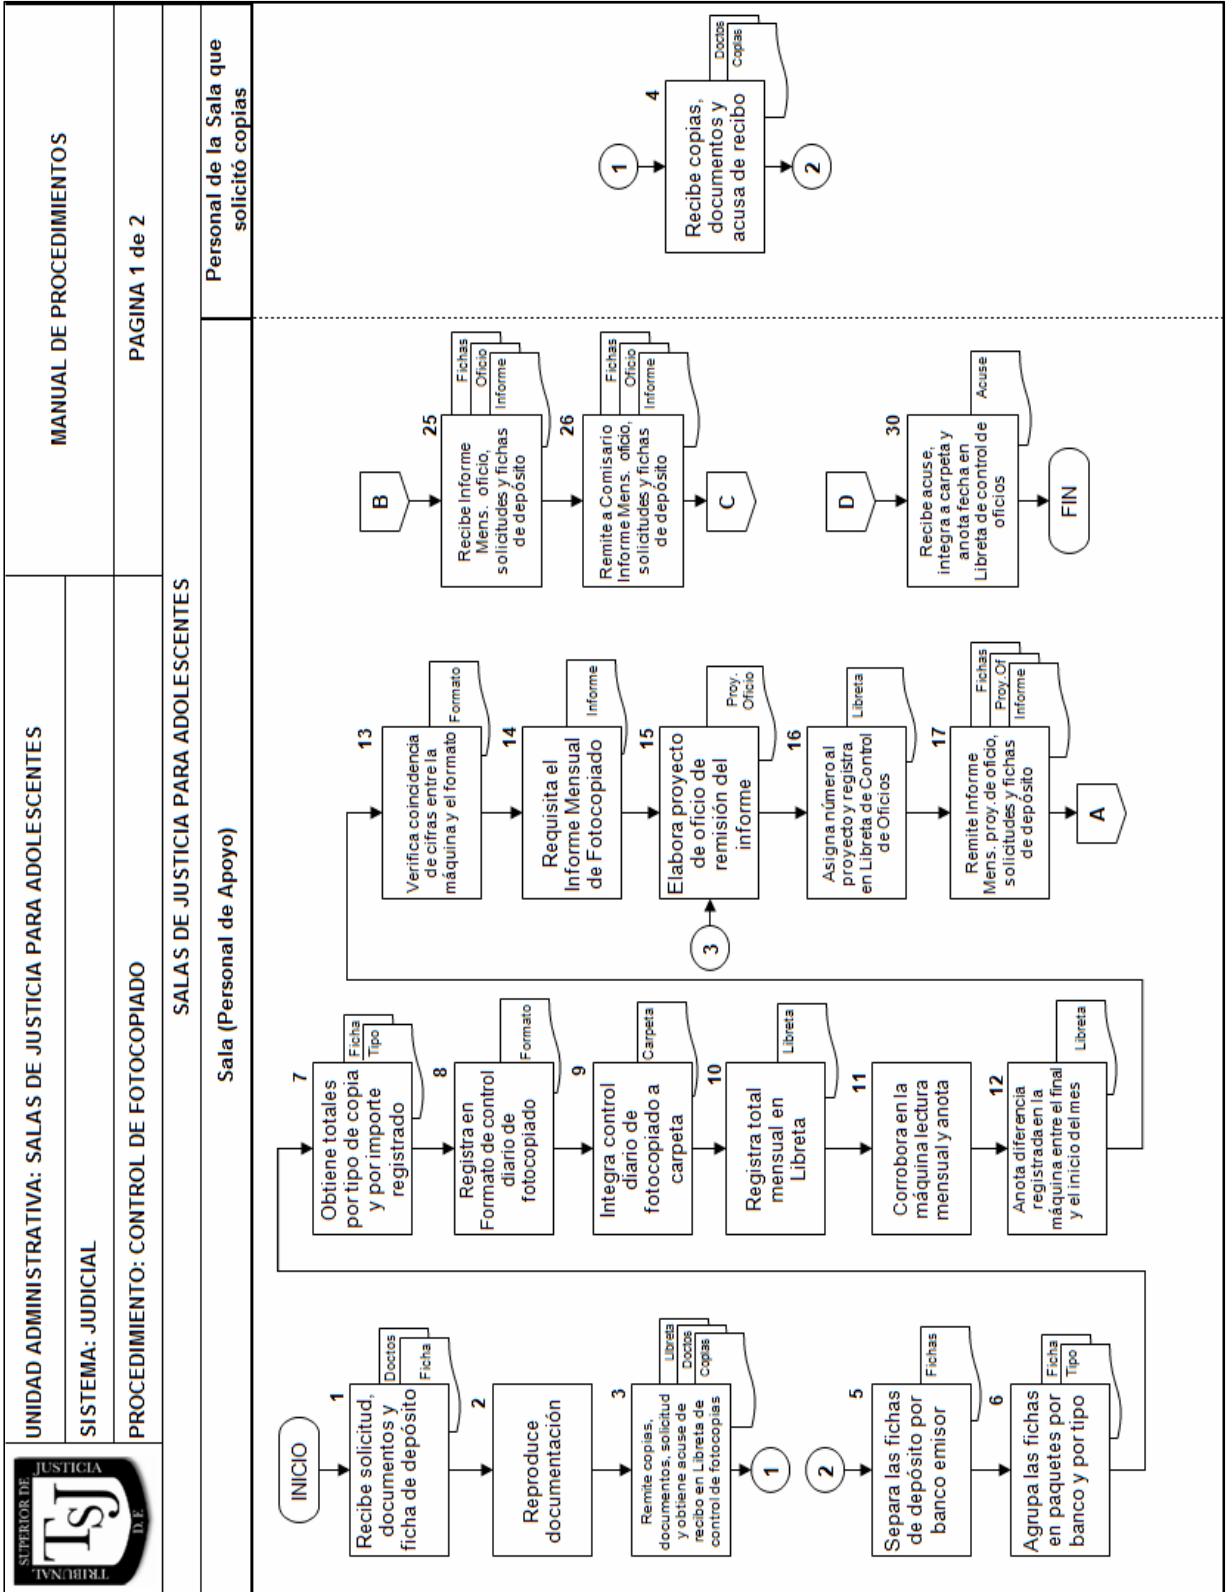 SUPERIOR DE
JUSTICIA
TRIBUNAL
TSJ
D. F.
UNIDAD ADMINISTRATIVA: SALAS DE JUSTICIA PARA ADOLESCENTES
MANUAL DE PROCEDIMIENTOS
SISTEMA: JUDICIAL
PROCEDIMIENTO: CONTROL DE FOTOCOPIADO
PAGINA 1 de 2
SALAS DE JUSTICIA PARA ADOLESCENTES
Sala (Personal de Apoyo)
Personal de la Sala que
solicitó copias
INICIO
1
Recibe solicitud,
documentos y
ficha de depósito
Doctos
Ficha
2
Reproduce
documentación
3
Remite copias,
documentos, solicitud
y obtiene acuse de
recibo en Libreta de
control de fotocopias
Libreta
Doctos
Copias
1
2
5
Separa las fichas
de depósito por
banco emisor
Fichas
6
Agrupa las fichas
en paquetes por
banco y por tipo
Ficha
Tipo
7
Obtiene totales
por tipo de copia
y por importe
registrado
Ficha
Tipo
8
Registra en
Formato de control
diario de
fotocopiado
Formato
9
Integra control
diario de
fotocopiado a
carpeta
Carpeta
10
Registra total
mensual en
Libreta
Libreta
11
Corrobora en la
máquina lectura
mensual y anota
12
Anota diferencia
registrada en la
máquina entre el final
y el inicio del mes
Libreta
13
Verifica coincidencia
de cifras entre la
máquina y el formato
Formato
14
Requisita el
Informe Mensual
de Fotocopiado
Informe
3
15
Elabora proyecto
de oficio de
remisión del
informe
Proy.
Oficio
16
Asigna número al
proyecto y registra
en Libreta de Control
de Oficios
Libreta
17
Remite Informe
Mens. proy. de oficio,
solicitudes y fichas
de depósito
Fichas
Proy. Of
Informe
A
B
25
Recibe Informe
Mens. oficio,
solicitudes y fichas
de depósito
Fichas
Oficio
Informe
26
Remite a Comisario
Informe Mens. oficio,
solicitudes y fichas
de depósito
Fichas
Oficio
Informe
C
D
30
Recibe acuse,
integra a carpeta y
anota fecha en
Libreta de control de
oficios
Acuse
FIN
1
4
Recibe copias,
documentos y
acusa de recibo
Doctos
Copias
2